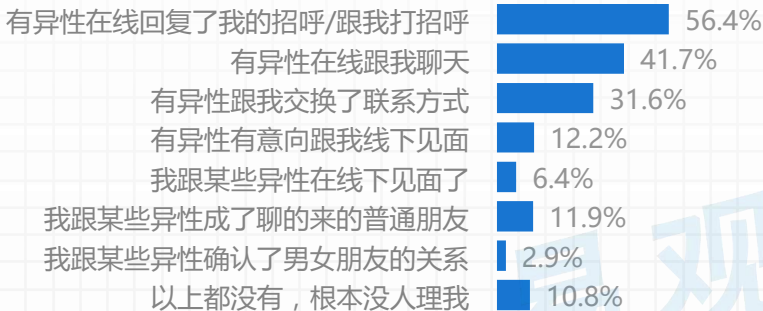 有异性在线回复了我的招呼/跟我打招呼 56.4%
有异性在线跟我聊天 41.7%
有异性跟我交换了联系方式 31.6%
有异性有意向跟我线下见面 12.2%
我跟某些异性在线下见面了 6.4%
我跟某些异性成了聊的来的普通朋友 11.9%
我跟某些异性确认了男女朋友的关系 2.9%
以上都没有，根本没人理我 10.8%
观